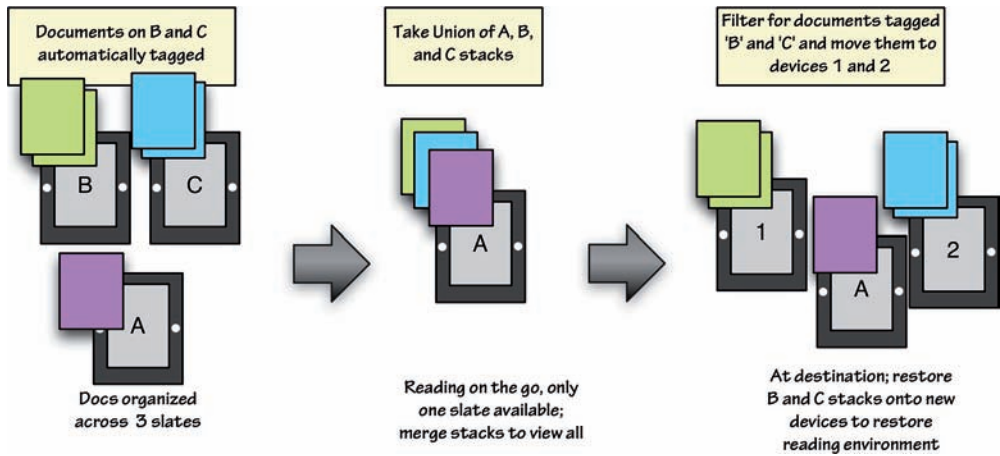 Documents on B and C
automatically tagged
B
C
A
Docs organized
across 3 slates
Take Union of A, B,
and C stacks
A
Reading on the go, only
one slate available;
merge stacks to view all
Filter for documents tagged
'B' and 'C' and move them to
devices 1 and 2
1
A
2
At destination; restore
B and C stacks onto new
devices to restore
reading environment